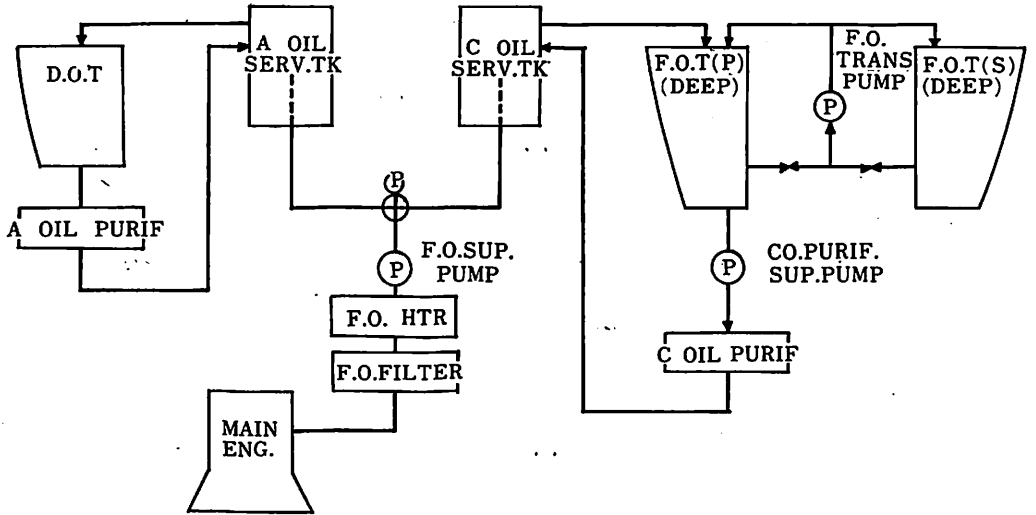 D.O.T
A OIL
SERV.TK
C OIL
SERV.TK
F.O.T(P)
(DEEP)
F.O.
TRANS
PUMP
P
F.O.T(S)
(DEEP)
A OIL PURIF
P
P
F.O.SUP.
PUMP
F.O. HTR
F.O.FILTER
MAIN
ENG.
P
CO.PURIF.
SUP.PUMP
C OIL PURIF